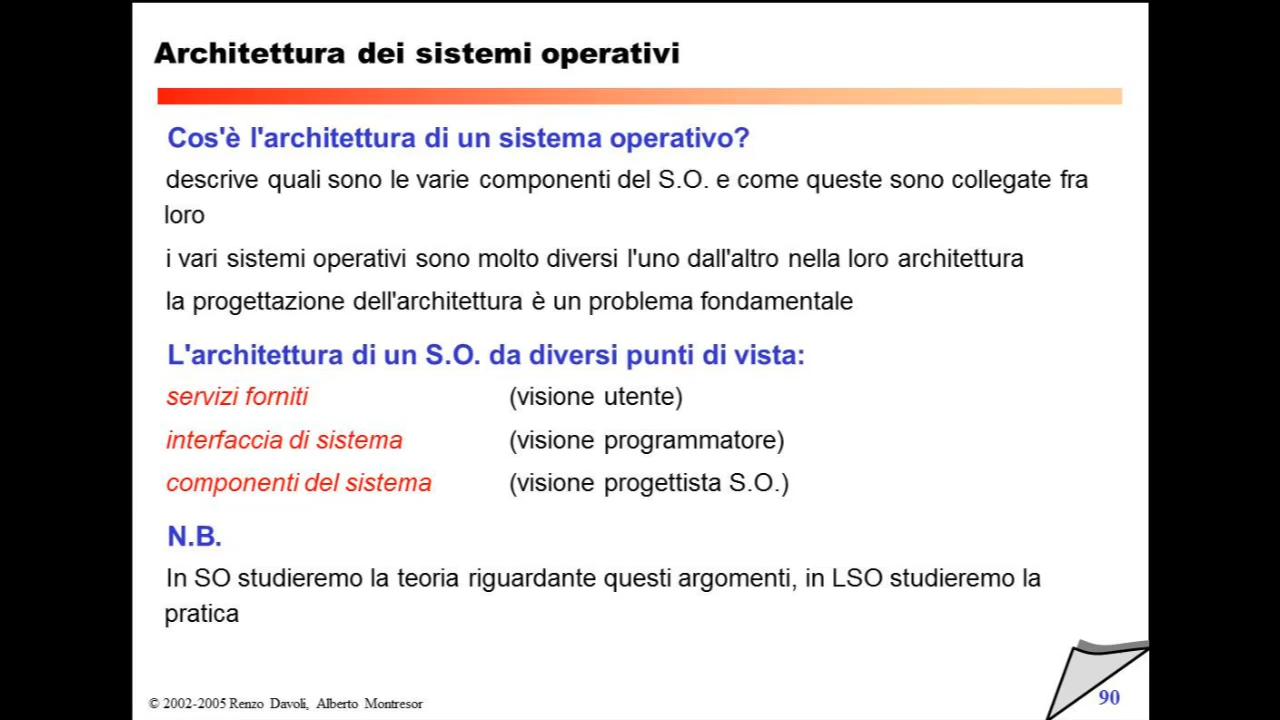 Architettura dei sistemi operativi
Cos'è l'architettura di un sistema operativo?
descrive quali sono le varie componenti del S.O. e come queste sono collegate fra
loro
i vari sistemi operativi sono molto diversi l'uno dall'altro nella loro architettura
la progettazione dell'architettura è un problema fondamentale
L'architettura di un S.O. da diversi punti di vista:
servizi forniti (visione utente)
interfaccia di sistema (visione programmatore)
componenti del sistema (visione progettista S.O.)
N.B.
In SO studieremo la teoria riguardante questi argomenti, in LSO studieremo la
pratica
© 2002-2005 Renzo Davoli, Alberto Montresor
90